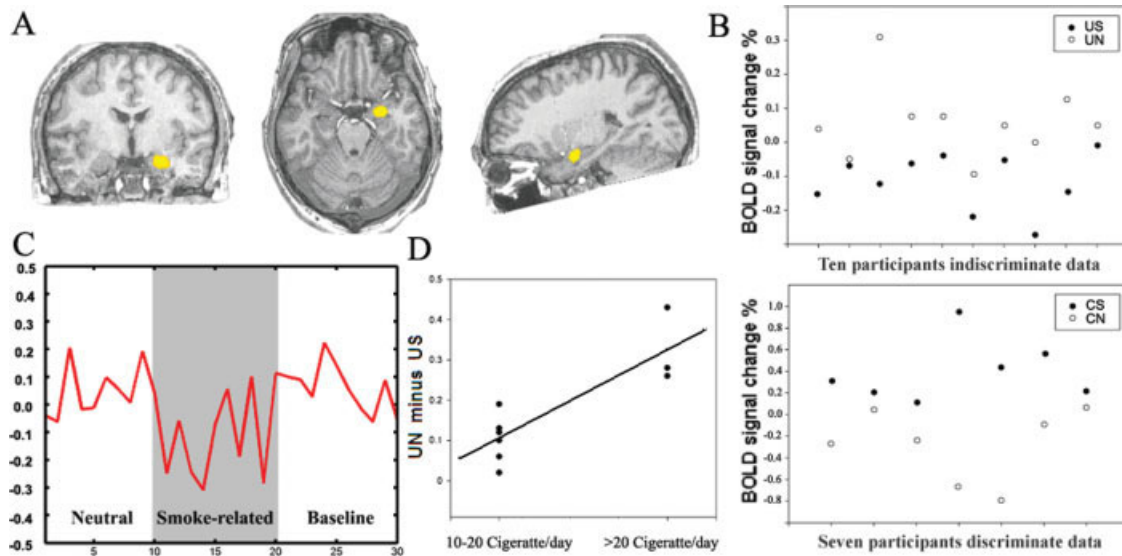 A
B
BOLD signal change %
0.3
0.2
0.1
0.0
-0.1
-0.2
US
UN
Ten participants indiscriminate data
C
0.5
0.4
0.3
0.2
0.1
0.0
-0.1
-0.2
-0.3
-0.4
-0.5
Neutral
Smoke-related
Baseline
5
10
15
20
25
30
D
UN minus US
0.5
0.4
0.3
0.2
0.1
0
10-20 Cigeratte/day
>20 Cigeratte/day
BOLD signal change %
1.0
0.8
0.6
0.4
0.2
0.0
-0.2
-0.4
-0.6
-0.8
CS
CN
Seven participants discriminate data